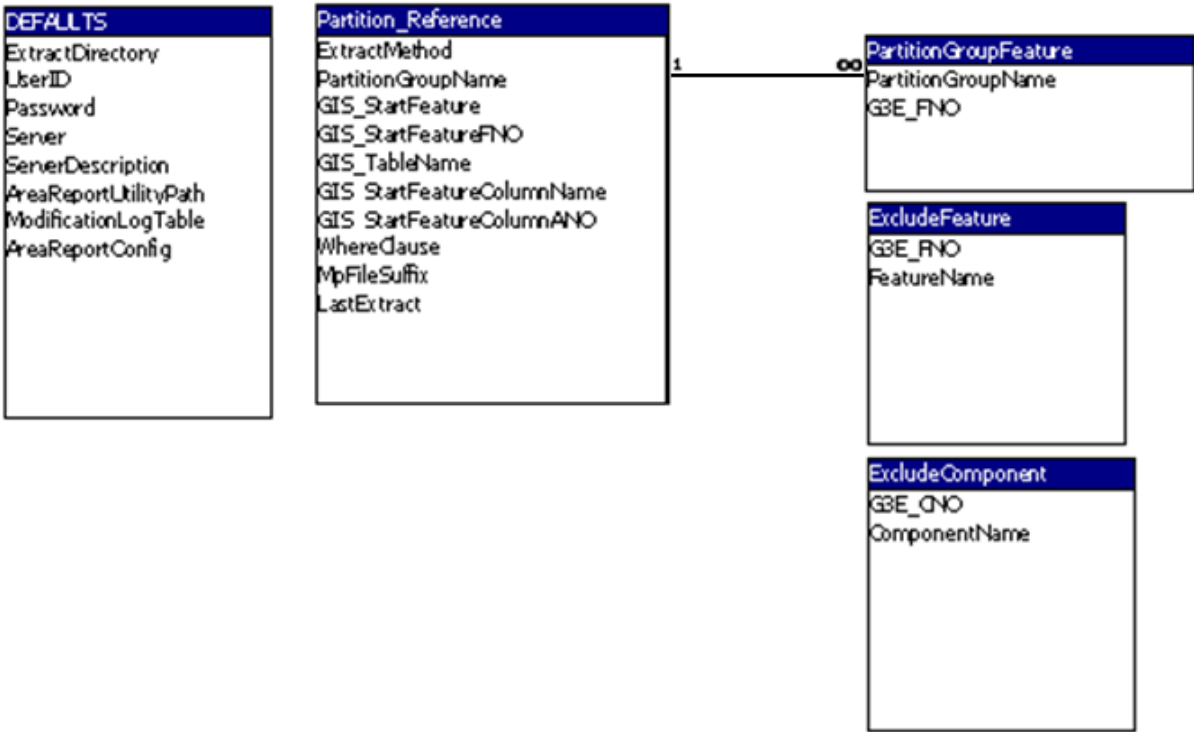 DEFAULTS
ExtractDirectory
UserID
Password
Server
ServerDescription
AreaReportUtilityPath
ModificationLogTable
AreaReportConfig
Partition_Reference
ExtractMethod
PartitionGroupName
GIS_StartFeature
GIS_StartFeatureFNO
GIS_TableName
GIS_StartFeatureColumnName
GIS_StartFeatureColumnANO
WhereClause
MpFileSuffix
LastExtract
1 ∞
PartitionGroupFeature
PartitionGroupName
G3E_FNO
ExcludeFeature
G3E_FNO
FeatureName
ExcludeComponent
G3E_CNO
ComponentName